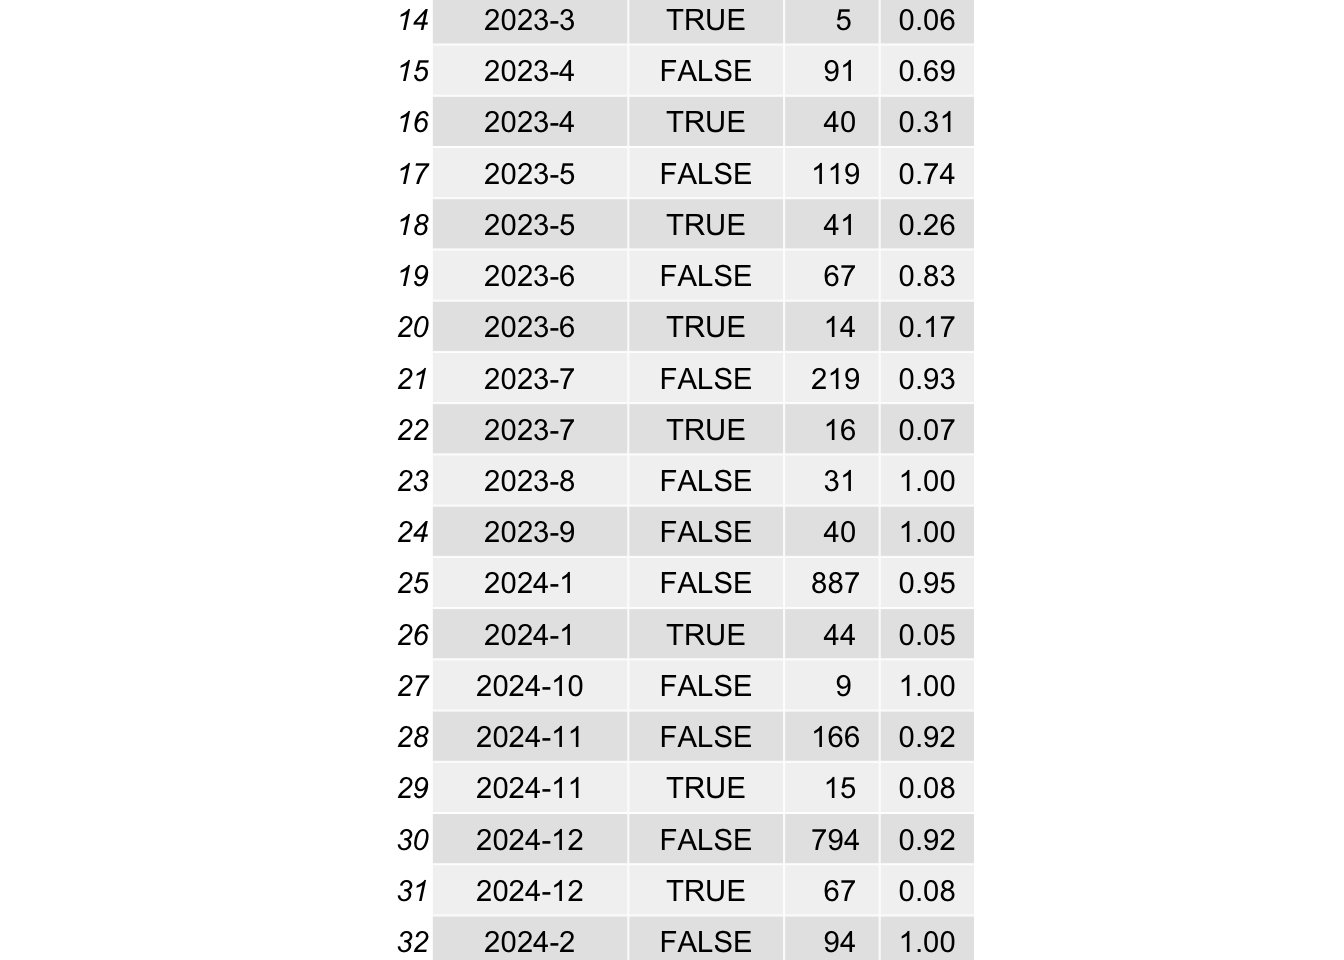 14 2023-3 TRUE 5 0.06
15 2023-4 FALSE 91 0.69
16 2023-4 TRUE 40 0.31
17 2023-5 FALSE 119 0.74
18 2023-5 TRUE 41 0.26
19 2023-6 FALSE 67 0.83
20 2023-6 TRUE 14 0.17
21 2023-7 FALSE 219 0.93
22 2023-7 TRUE 16 0.07
23 2023-8 FALSE 31 1.00
24 2023-9 FALSE 40 1.00
25 2024-1 FALSE 887 0.95
26 2024-1 TRUE 44 0.05
27 2024-10 FALSE 9 1.00
28 2024-11 FALSE 166 0.92
29 2024-11 TRUE 15 0.08
30 2024-12 FALSE 794 0.92
31 2024-12 TRUE 67 0.08
32 2024-2 FALSE 94 1.00